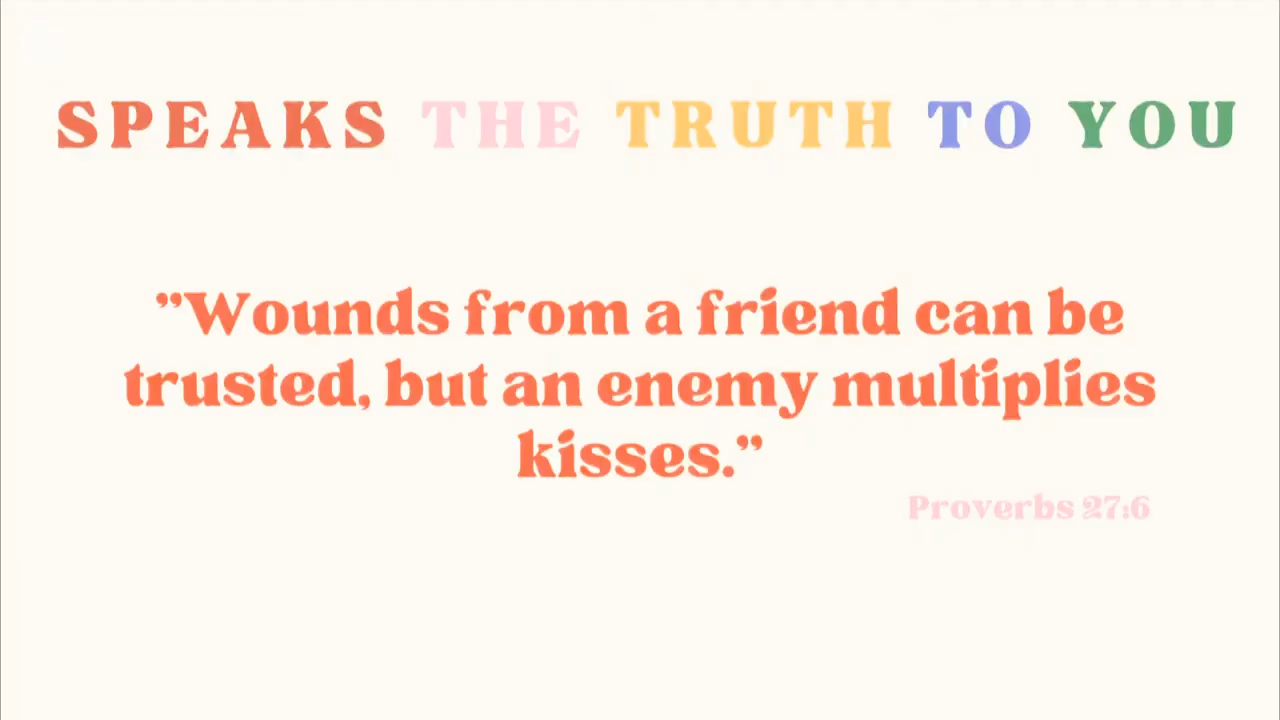 SPEAKS THE TRUTH TO YOU
”Wounds from a friend can be
trusted, but an enemy multiplies
kisses.”
Proverbs 27:6